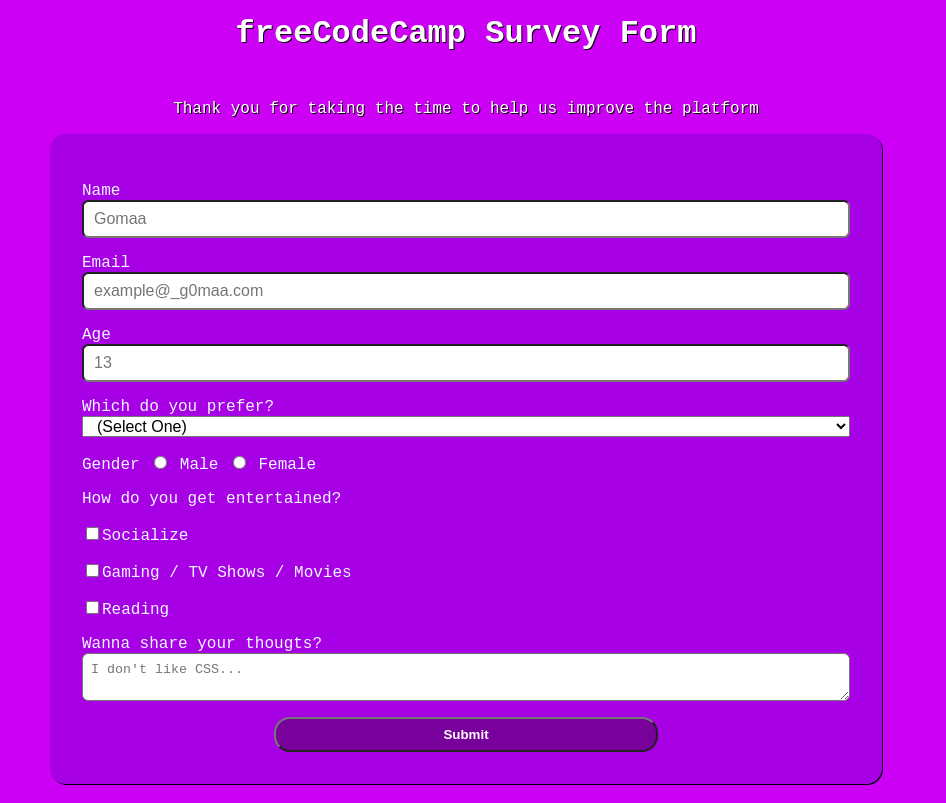 freeCodeCamp Survey Form
Thank you for taking the time to help us improve the platform
Name
Gomaa
Email
example@_g0maa.com
Age
13
Which do you prefer?
(Select One)
Gender Male Female
How do you get entertained?
Socialize
Gaming / TV Shows / Movies
Reading
Wanna share your thougts?
I don't like CSS...
Submit